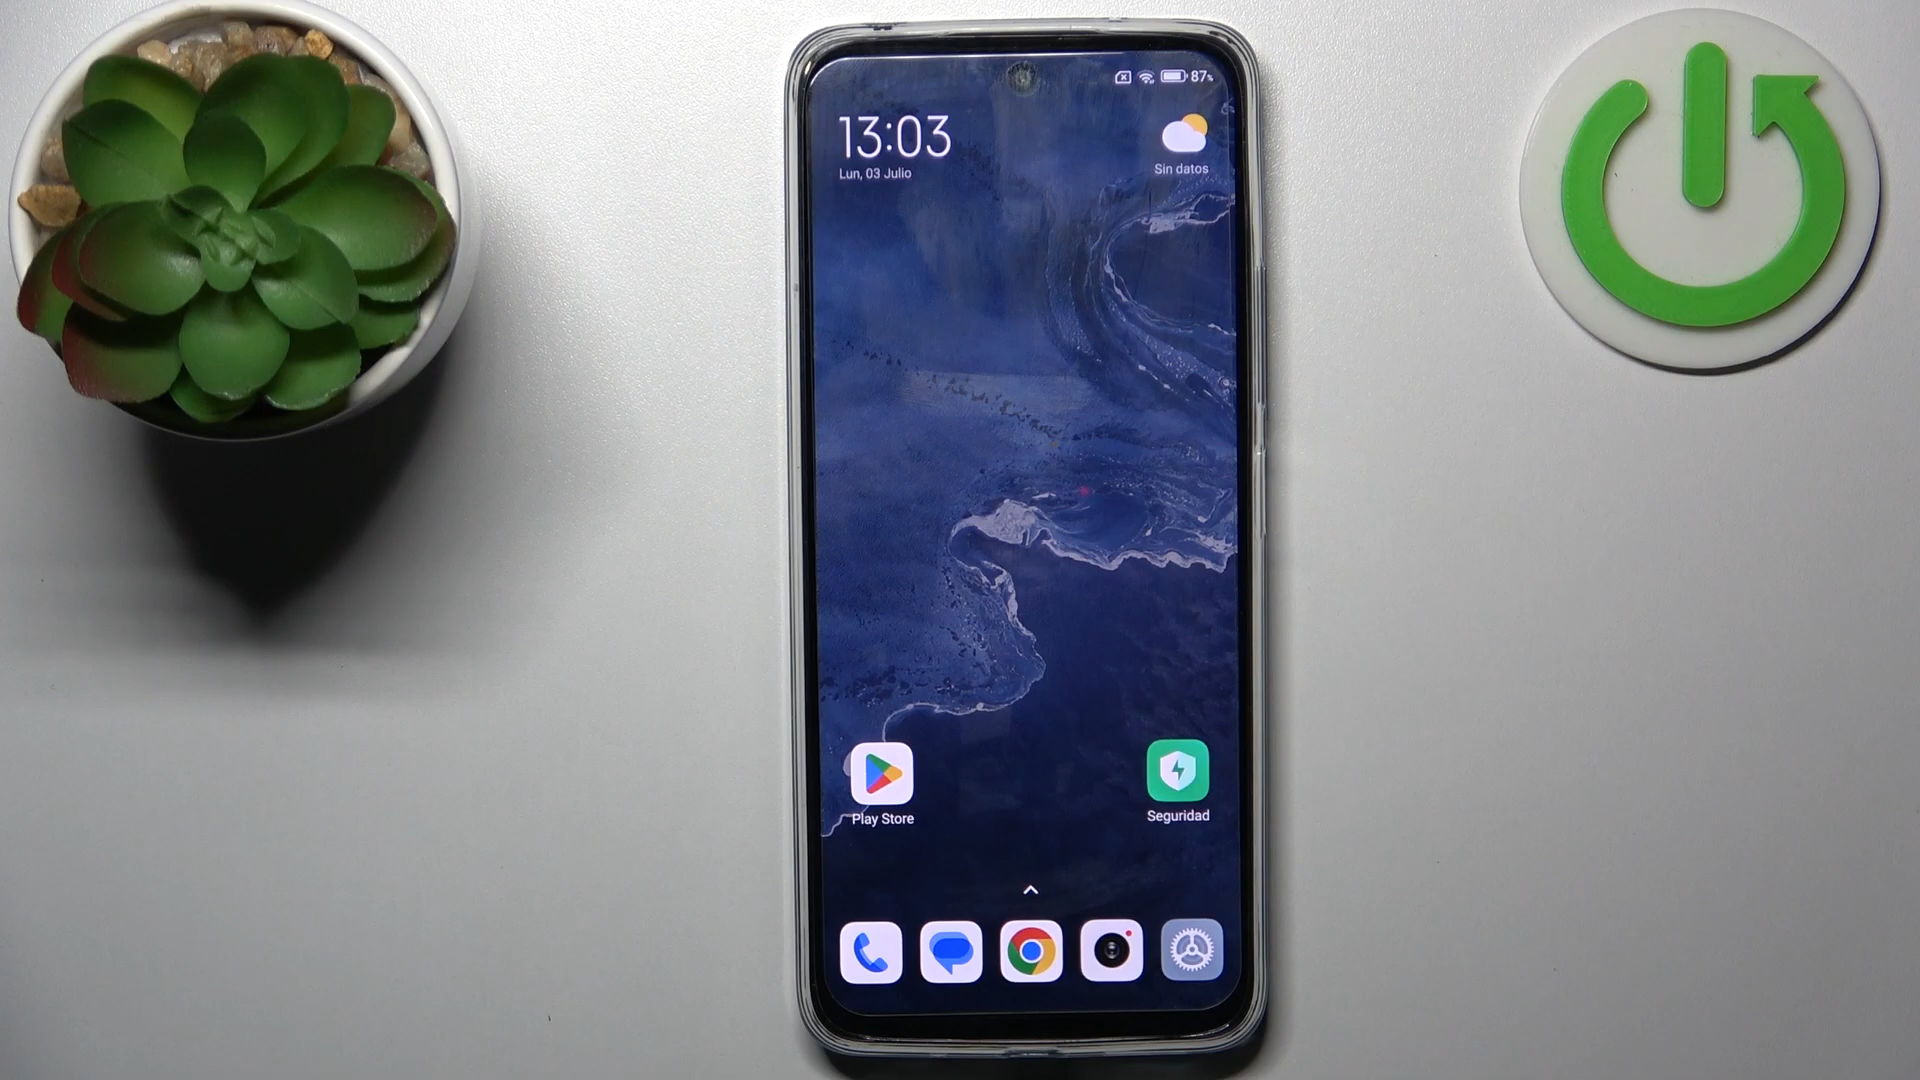 87%
13:03
Lun, 03 Julio
Sin datos
Play Store
Seguridad